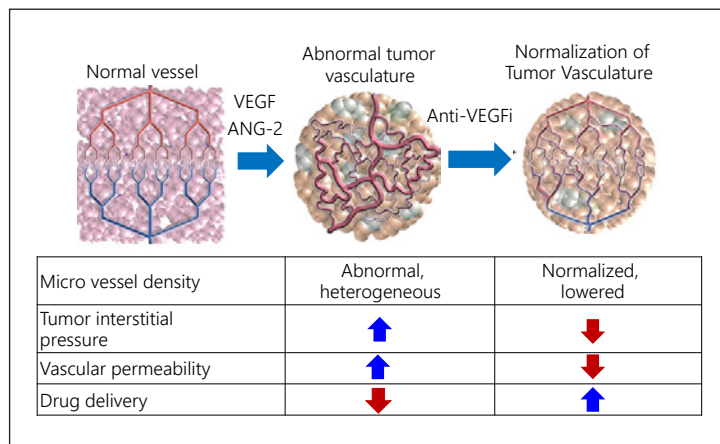 Normal vessel
VEGF
ANG-2
Abnormal tumor
vasculature
Anti-VEGFi
Normalization of
Tumor Vasculature
Micro vessel density
Abnormal,
heterogeneous
Normalized,
lowered
Tumor interstitial
pressure
Vascular permeability
Drug delivery